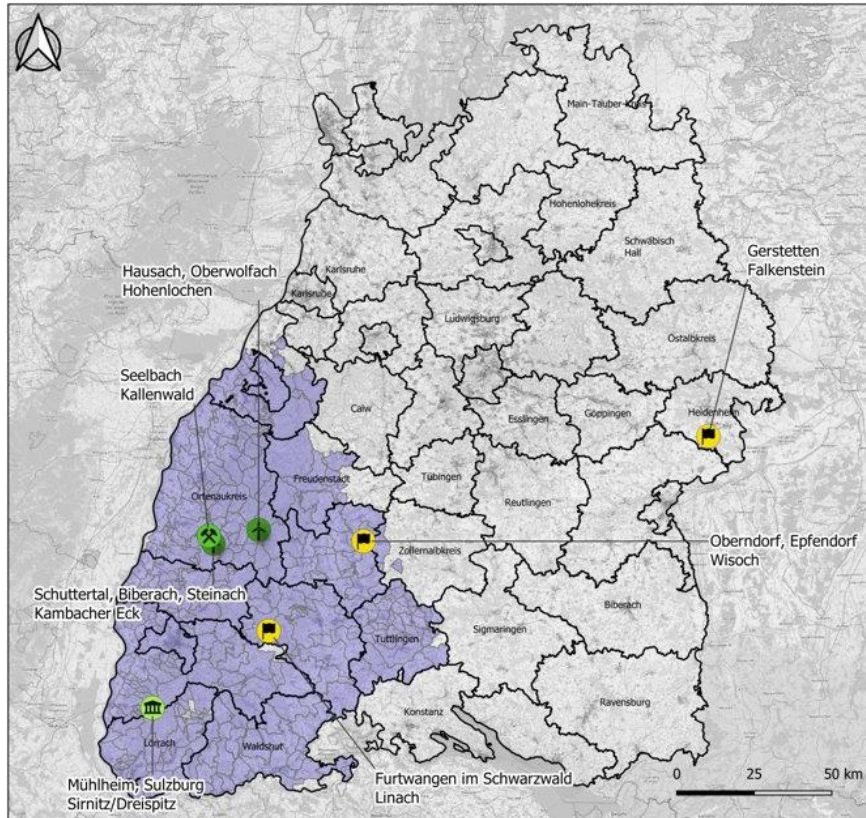 Main-Tauber-Kreis
Hohenlohekreis
Schwäbisch
Hall
Gerstetten
Falkenstein
Hausach, Oberwolfach
Hohenlochen
Karlsruhe
Karlsruhe
Ludwigsburg
Ostalbkreis
Seelbach
Kallenwald
Calw
Esslingen
Göppingen
Heidenheim
Freudenstadt
Tübingen
Ortenaukreis
Reutlingen
Zollernalbkreis
Oberndorf, Epfendorf
Wisoch
Schuttertal, Biberach, Steinach
Kambacher Eck
Biberach
Tuttlingen
Sigmaringen
Konstanz
Ravensburg
Lörrach
Waldshut
Mühlheim, Sulzburg
Sirnitz/Dreispitz
Furtwangen im Schwarzwald
Linach
0 25 50 km